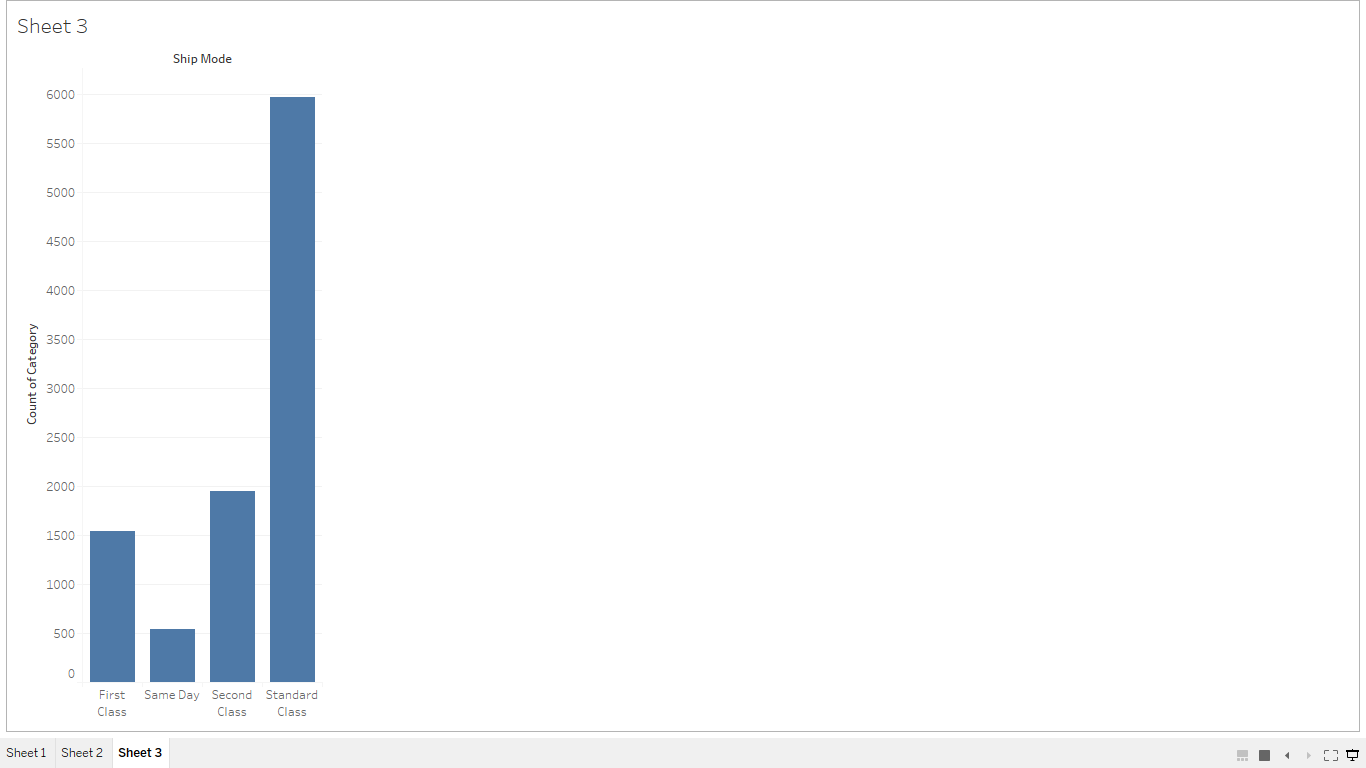 Sheet 3
Ship Mode
6000
5500
5000
4500
4000
3500
3000
2500
2000
1500
1000
500
0
Count of Category
First Class
Same Day
Second Class
Standard Class
Sheet 1
Sheet 2
Sheet 3